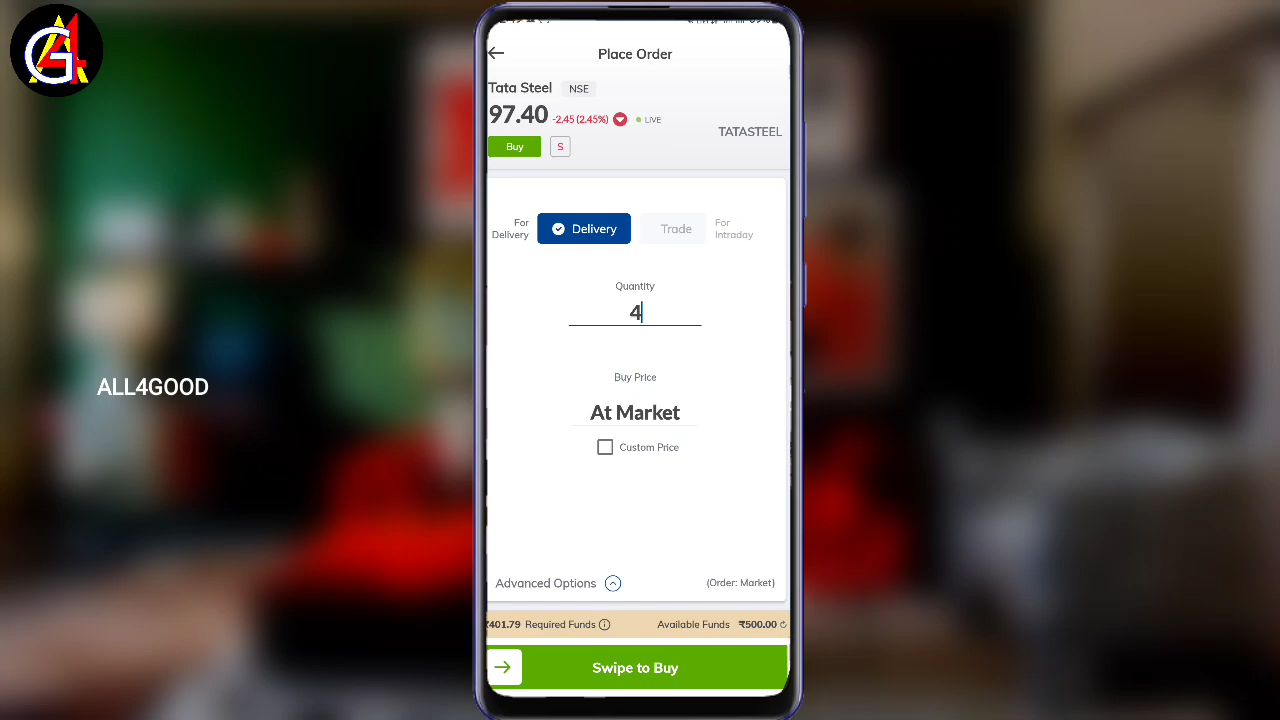 G4
Place Order
Tata Steel NSE
97.40 -2.45 (2.45%) LIVE
TATASTEEL
Buy S
For Delivery Delivery Trade For Intraday
Quantity
4
Buy Price
At Market
Custom Price
ALL4GOOD
Advanced Options (Order: Market)
₹401.79 Required Funds Available Funds ₹500.00
Swipe to Buy